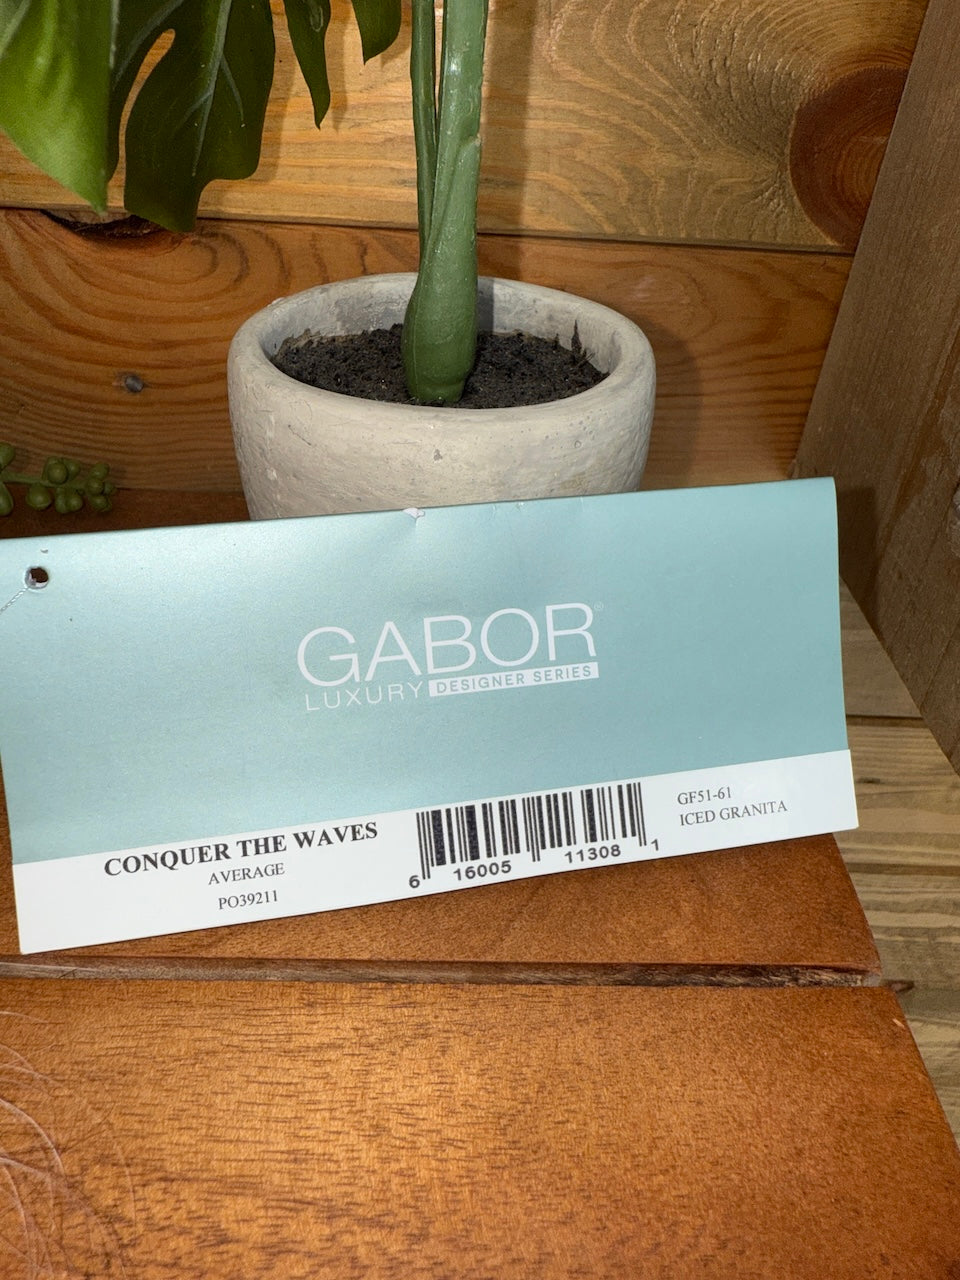 GABOR®
LUXURY DESIGNER SERIES
CONQUER THE WAVES
AVERAGE
PO39211
6 16005 11308 1
GF51-61
ICED GRANITA